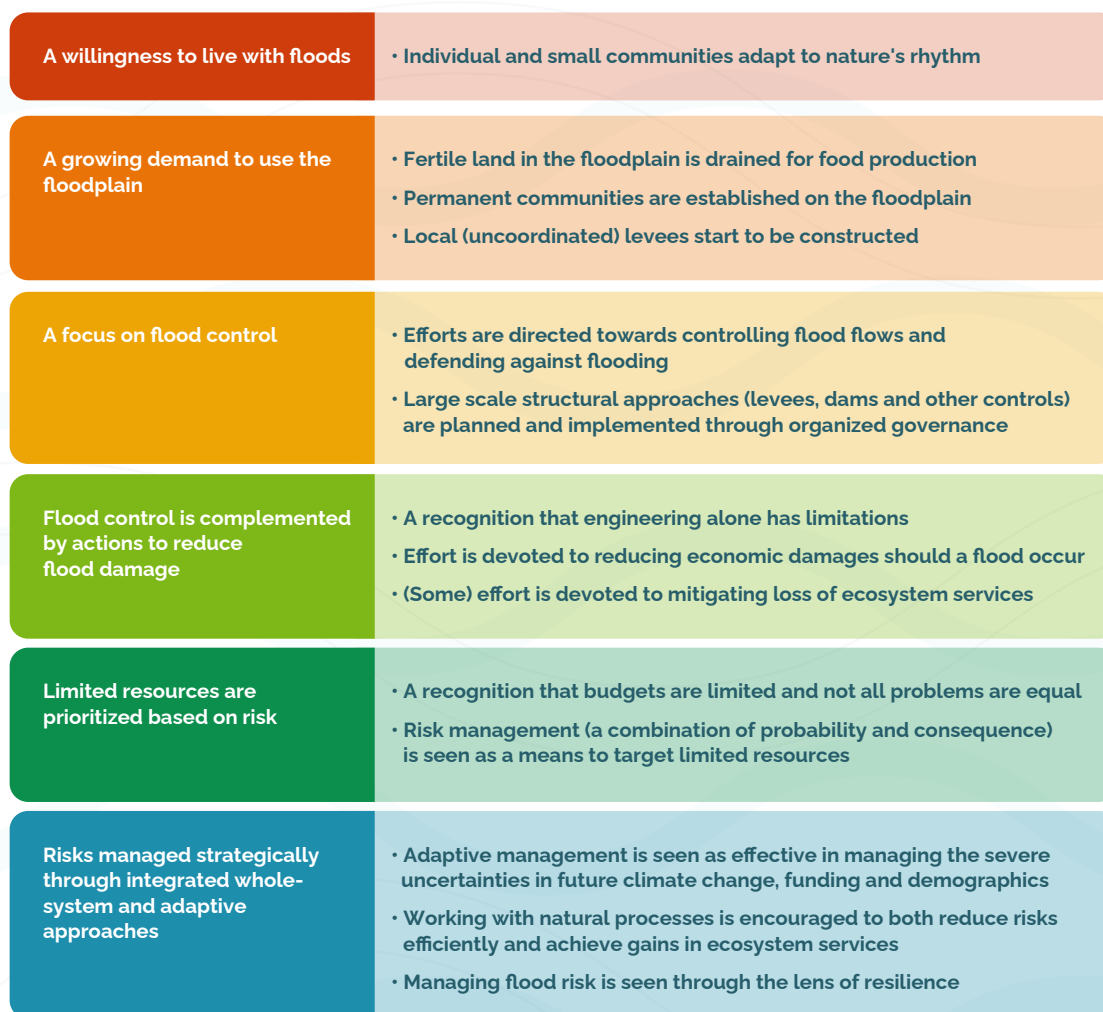 A willingness to live with floods
• Individual and small communities adapt to nature's rhythm
A growing demand to use the
floodplain
• Fertile land in the floodplain is drained for food production
• Permanent communities are established on the floodplain
• Local (uncoordinated) levees start to be constructed
A focus on flood control
• Efforts are directed towards controlling flood flows and
defending against flooding
• Large scale structural approaches (levees, dams and other controls)
are planned and implemented through organized governance
Flood control is complemented
by actions to reduce
flood damage
• A recognition that engineering alone has limitations
• Effort is devoted to reducing economic damages should a flood occur
• (Some) effort is devoted to mitigating loss of ecosystem services
Limited resources are
prioritized based on risk
• A recognition that budgets are limited and not all problems are equal
• Risk management (a combination of probability and consequence)
is seen as a means to target limited resources
Risks managed strategically
through integrated whole-
system and adaptive
approaches
• Adaptive management is seen as effective in managing the severe
uncertainties in future climate change, funding and demographics
• Working with natural processes is encouraged to both reduce risks
efficiently and achieve gains in ecosystem services
• Managing flood risk is seen through the lens of resilience